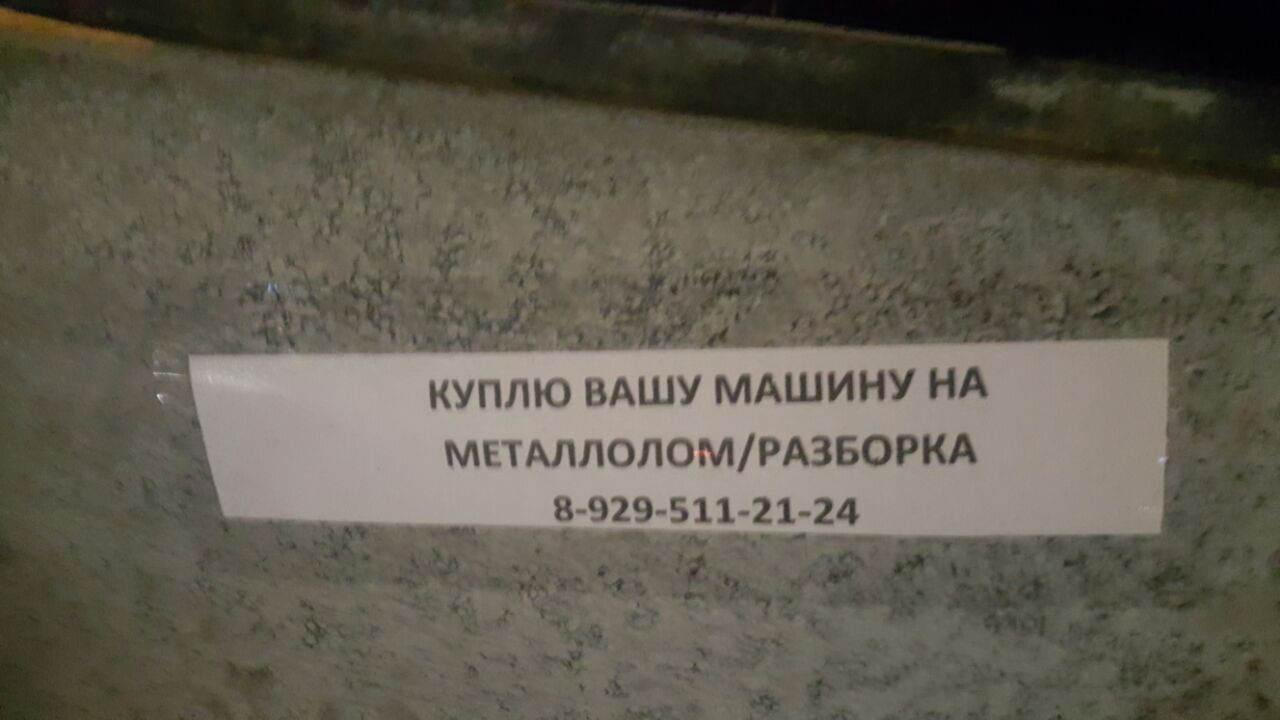 КУПЛЮ ВАШУ МАШИНУ НА
МЕТАЛЛОЛОМ/РАЗБОРКА
8-929-511-21-24